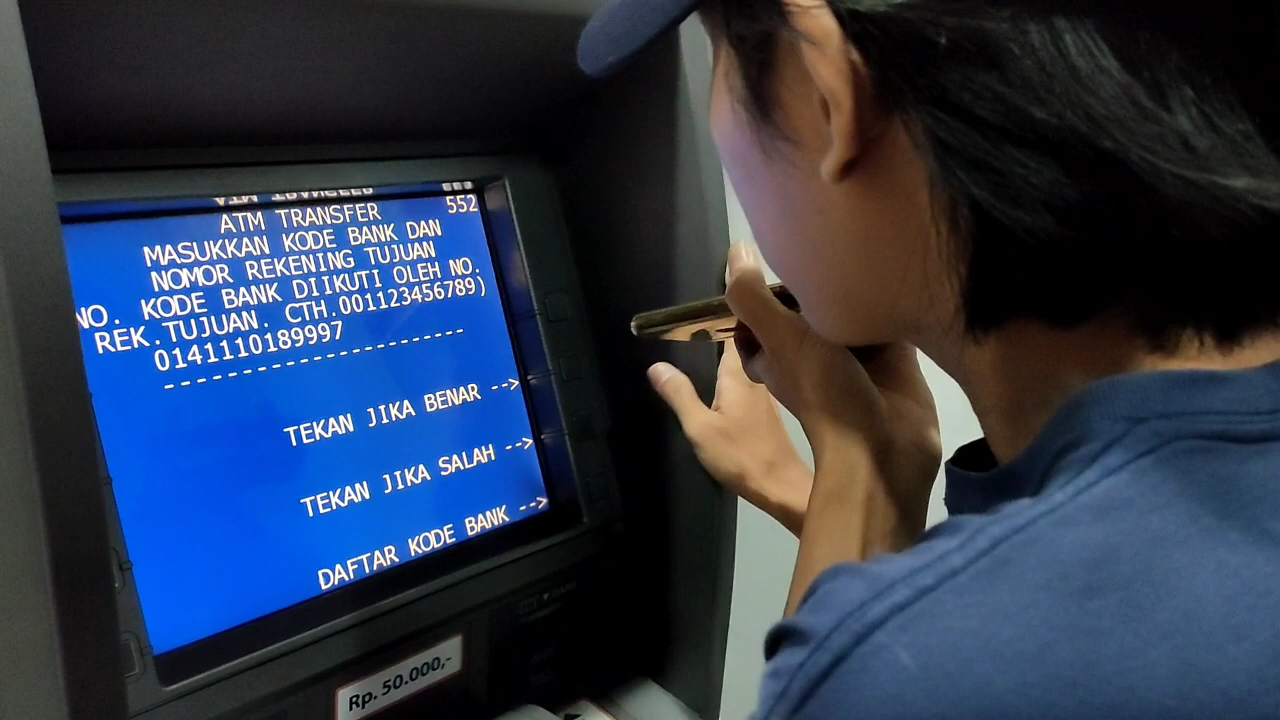 ATM TRANSFER
552
MASUKKAN KODE BANK DAN
NOMOR REKENING TUJUAN
NO. KODE BANK DIIKUTI OLEH NO.
REK.TUJUAN. CTH.001123456789)
0141110189997
--------------------
TEKAN JIKA BENAR -->
TEKAN JIKA SALAH -->
DAFTAR KODE BANK -->
Rp. 50.000,-